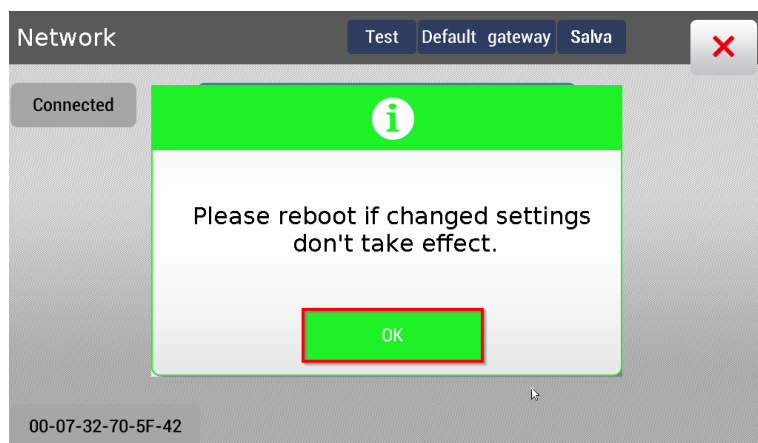 Network
Test
Default gateway
Salva
Connected
Please reboot if changed settings
don't take effect.
OK
00-07-32-70-5F-42